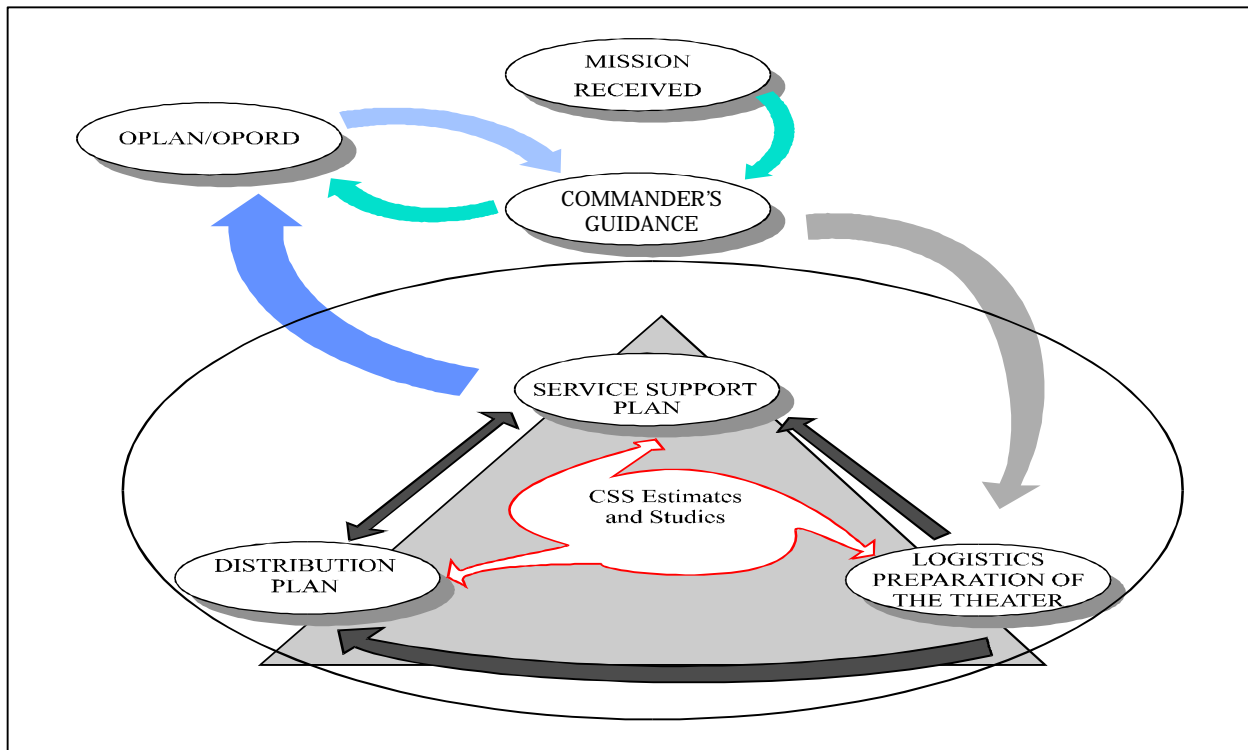 MISSION
RECEIVED
OPLAN/OPORD
COMMANDER'S
GUIDANCE
SERVICE SUPPORT
PLAN
CSS Estimates
and Studies
DISTRIBUTION
PLAN
LOGISTICS
PREPARATION OF
THE THEATER